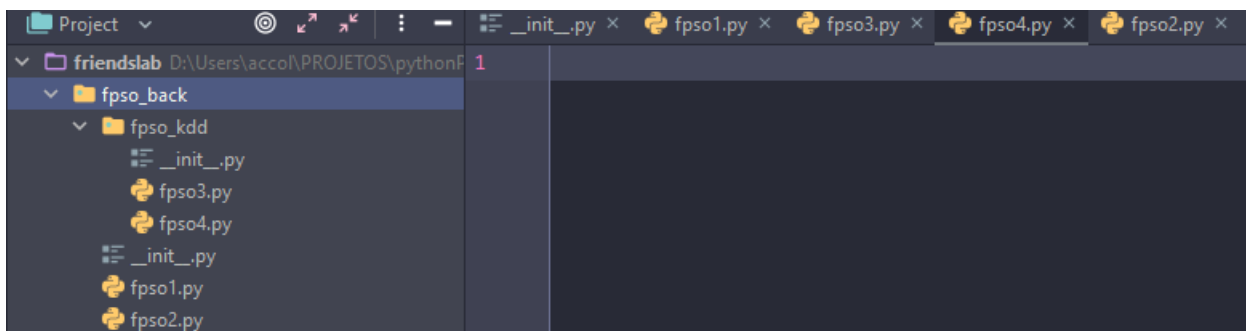 Project
__init__.py × fpso1.py × fpso3.py × fpso4.py × fpso2.py ×
friendslab D:\Users\accol\PROJETOS\pythonP
1
fpso_back
fpso_kdd
__init__.py
fpso3.py
fpso4.py
__init__.py
fpso1.py
fpso2.py